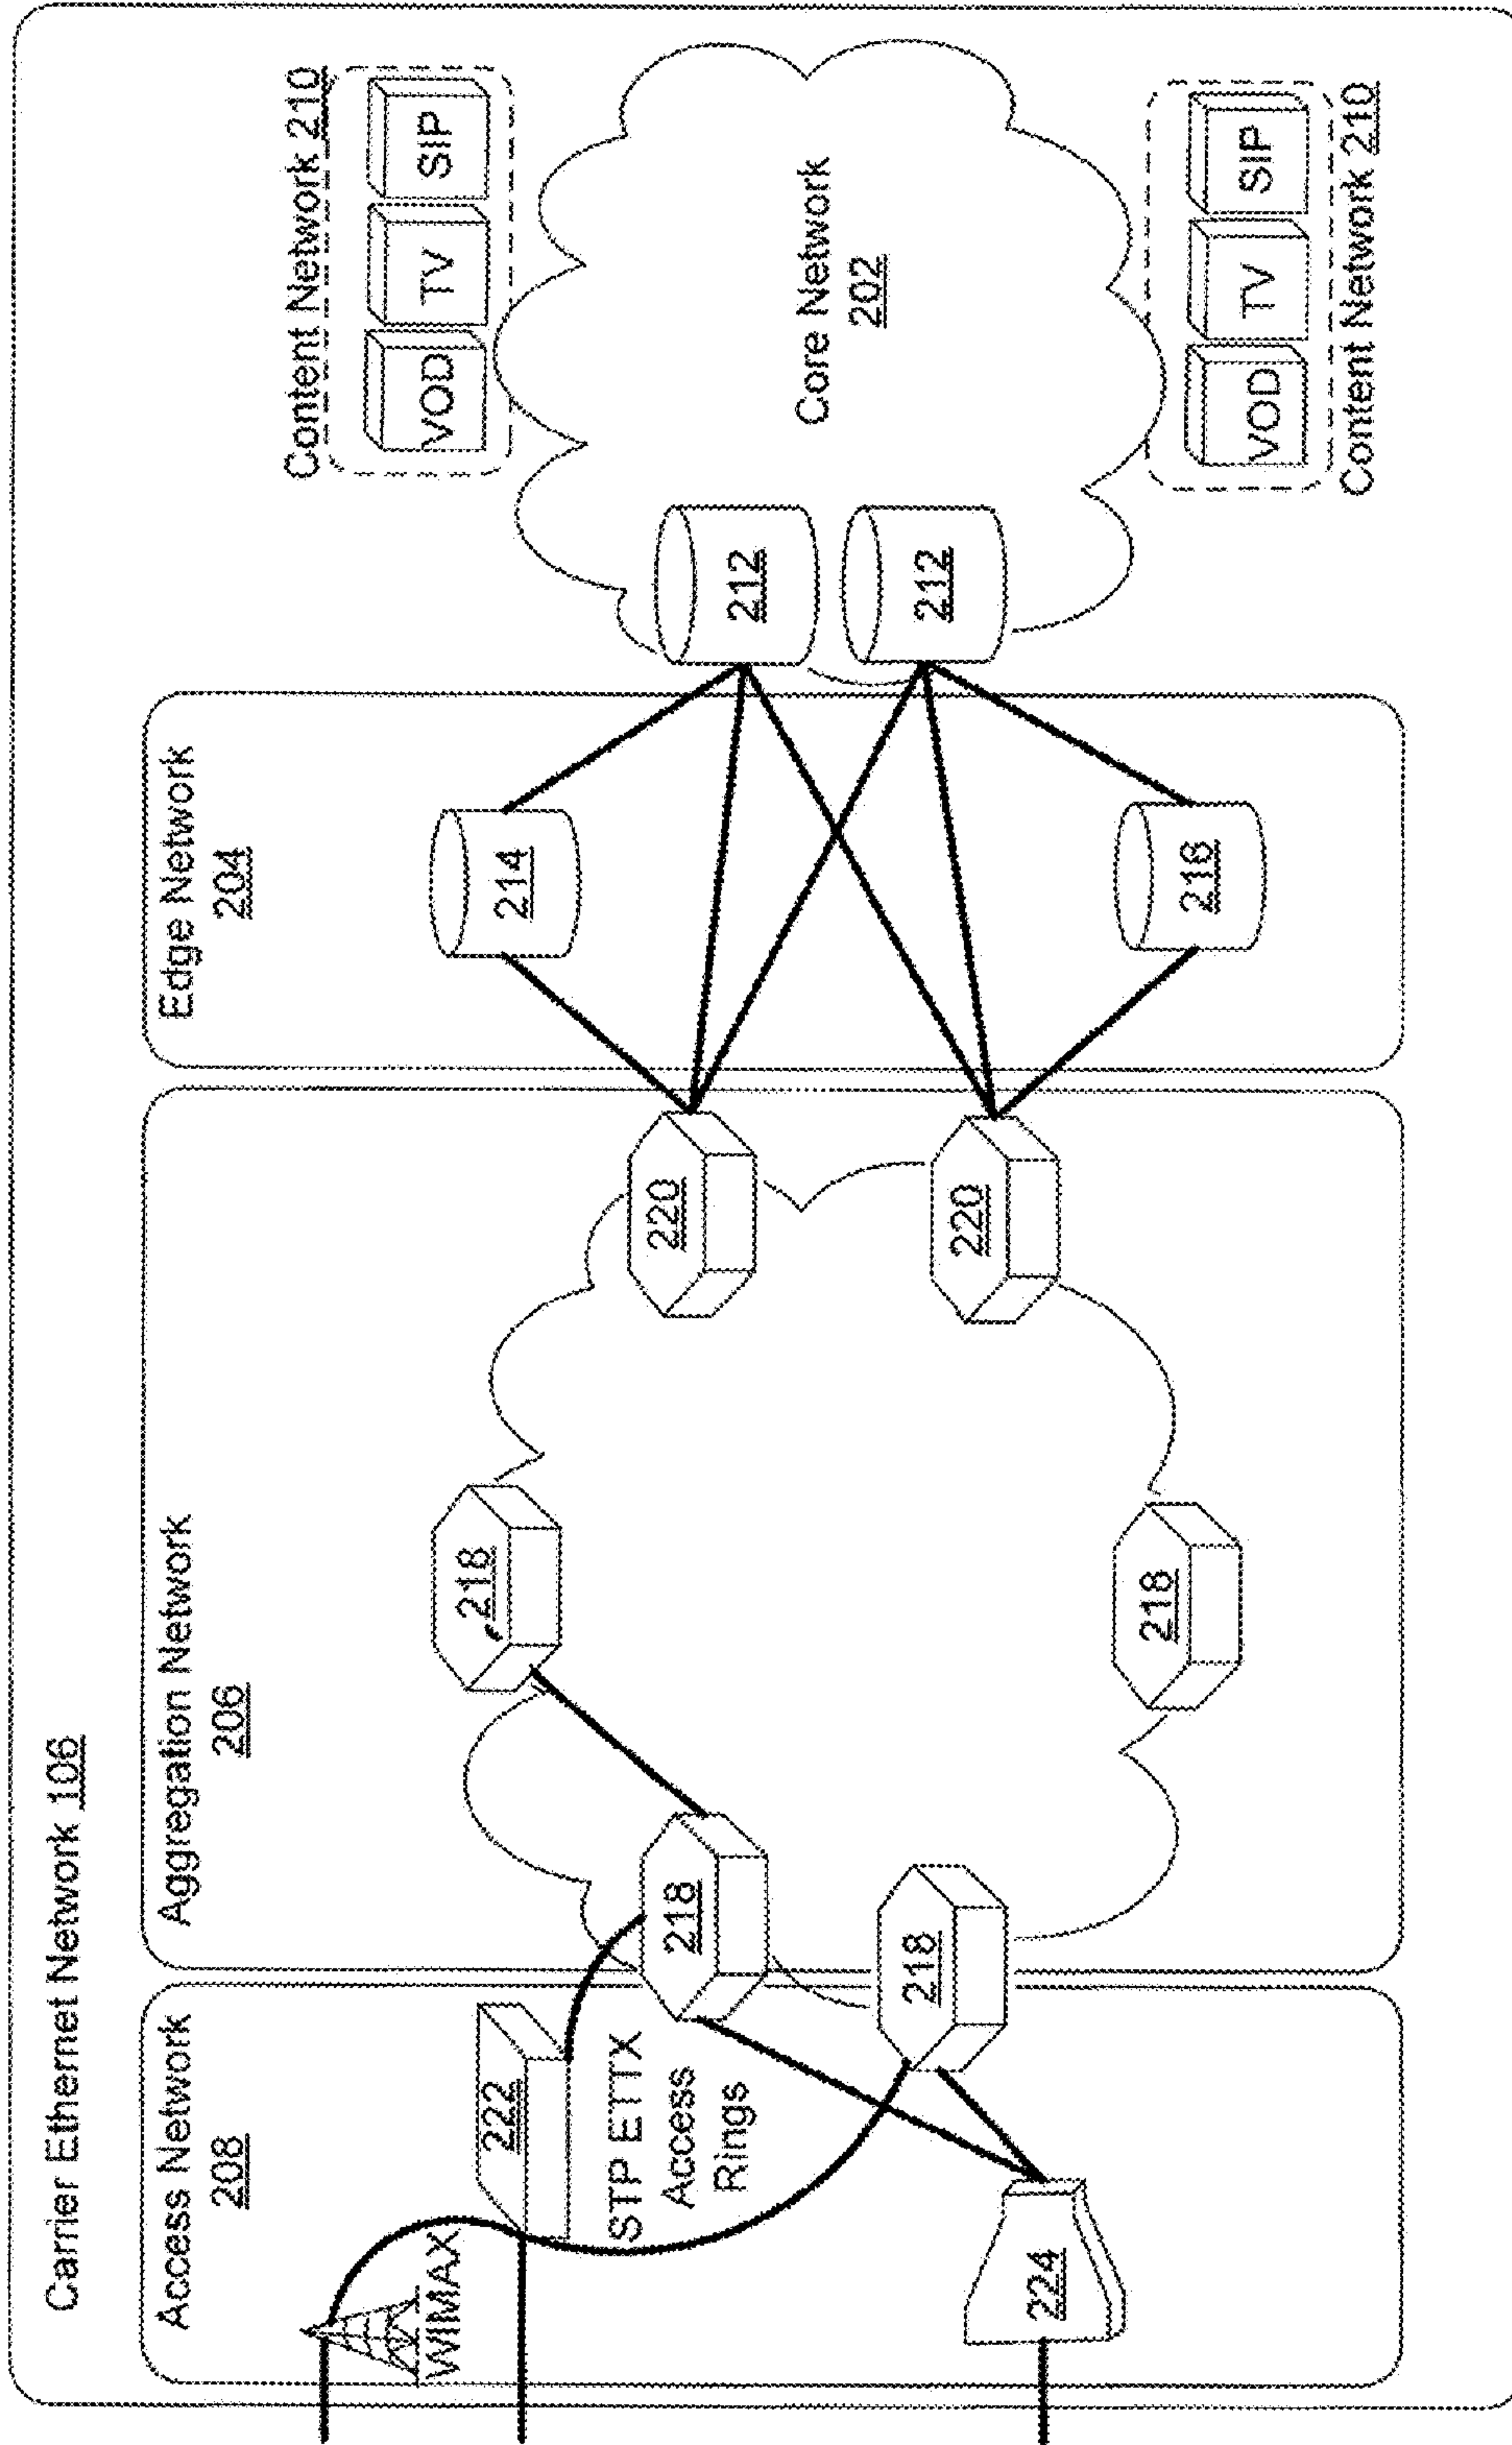 Carrier Ethernet Network 106
Access Network
208
Aggregation Network
206
Edge Network
204
Content Network 210
VOD
TV
SIP
WIMAX
222
STP ETTX
Access
Rings
224
218
218
218
218
220
220
214
216
212
212
Core Network
202
VOD
TV
SIP
Content Network 210